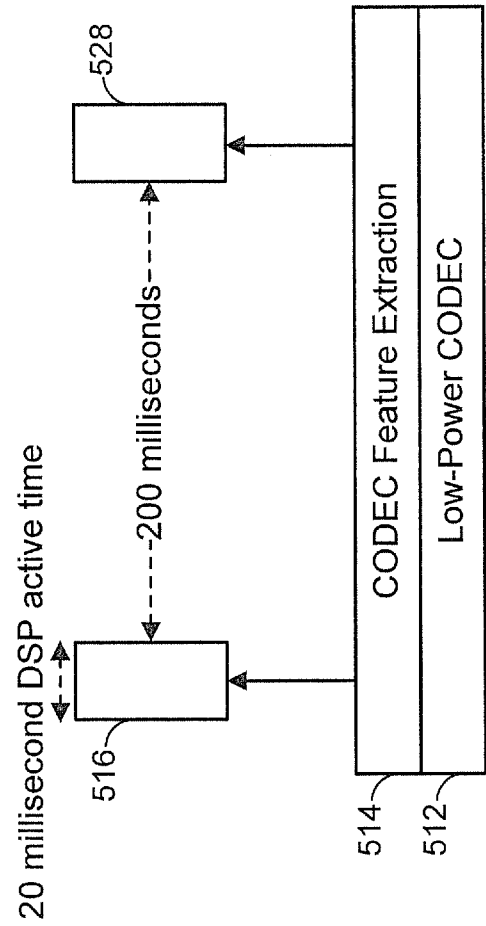 20 millisecond DSP active time
516
200 milliseconds
528
514
CODEC Feature Extraction
512
Low-Power CODEC